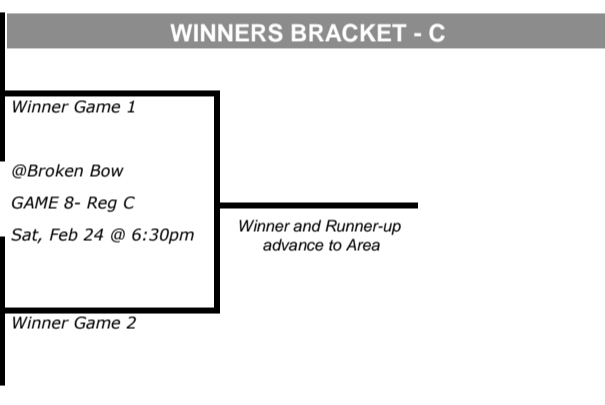 WINNERS BRACKET - C
Winner Game 1
@Broken Bow
GAME 8- Reg C
Sat, Feb 24 @ 6:30pm
Winner and Runner-up
advance to Area
Winner Game 2